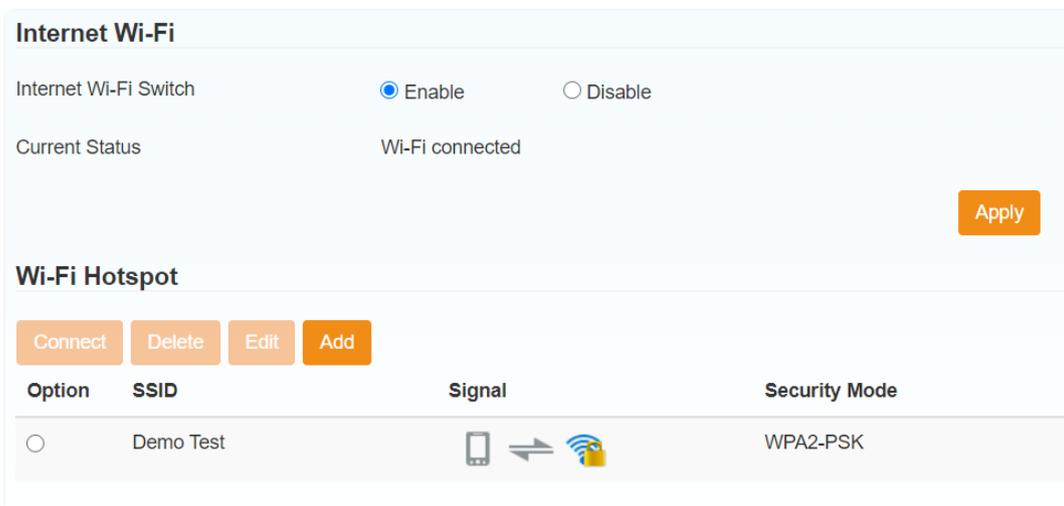 Internet Wi-Fi
Internet Wi-Fi Switch Enable Disable
Current Status Wi-Fi connected
Apply
Wi-Fi Hotspot
Connect Delete Edit Add
Option SSID Signal Security Mode
Demo Test WPA2-PSK